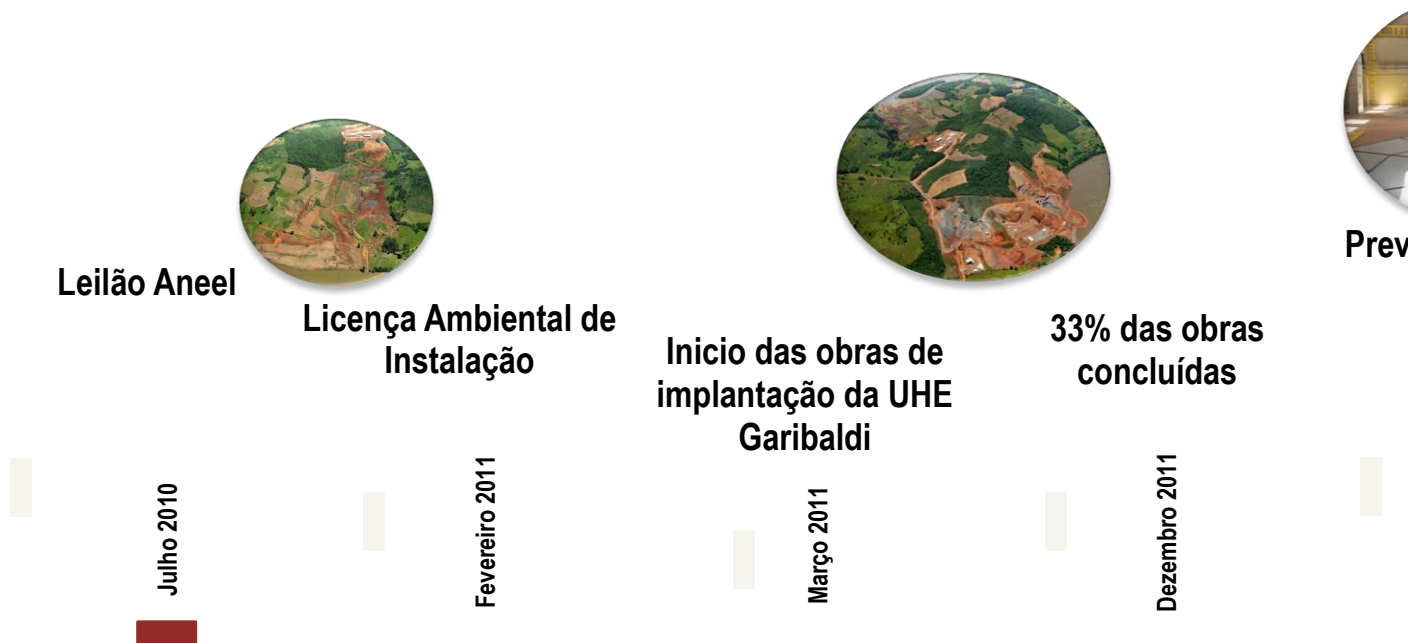 Leilão Aneel
Licença Ambiental de
Instalação
Inicio das obras de
implantação da UHE
Garibaldi
33% das obras
concluídas
Prev
Julho 2010
Fevereiro 2011
Março 2011
Dezembro 2011